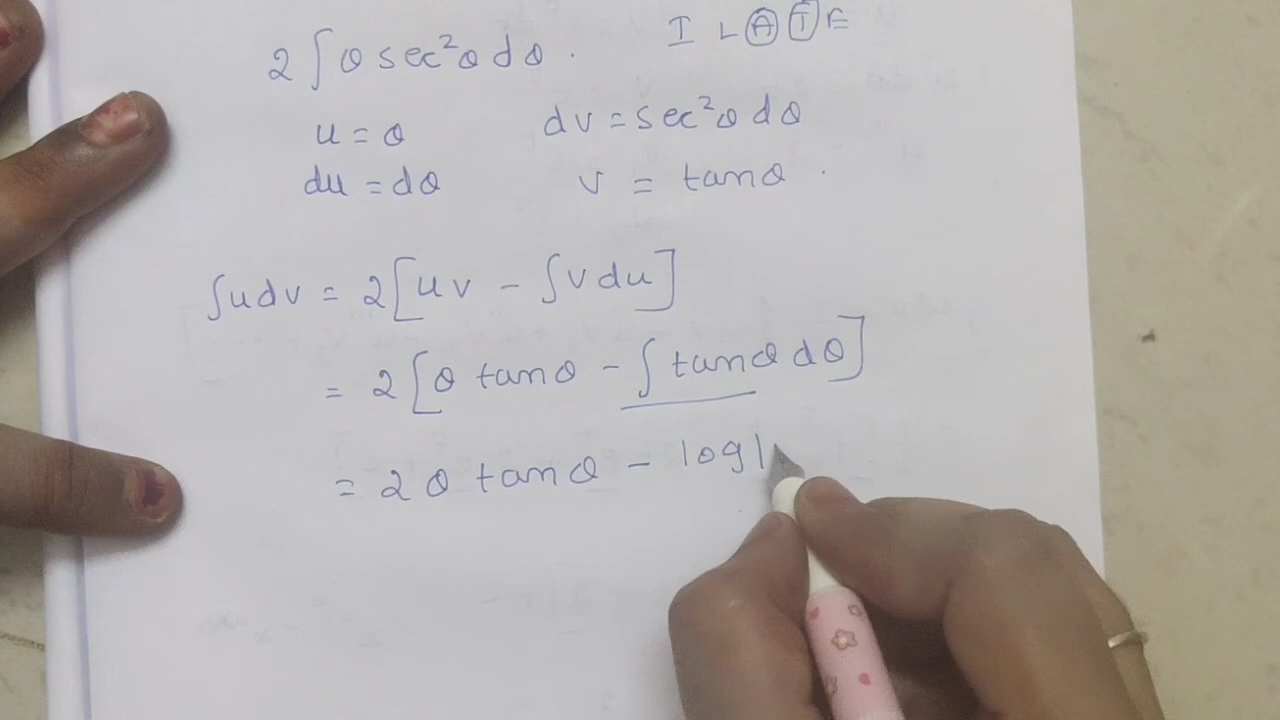 2 ∫ θ sec²θ dθ . I L A T E
u = θ dv = sec²θ dθ
du = dθ v = tanθ .
∫udv = 2[uv - ∫vdu]
= 2[θ tanθ - ∫ tanθ dθ]
= 2θ tanθ - log|